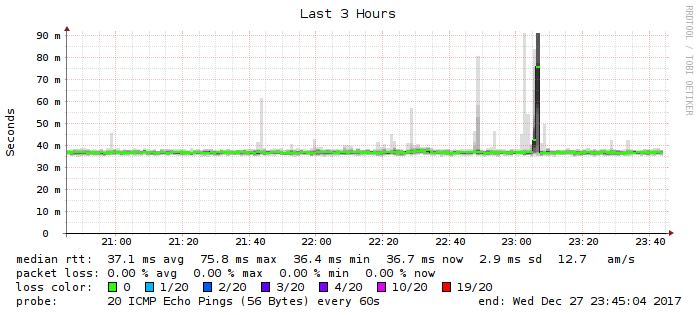 Last 3 Hours
RRDTOOL / TOBI OETIKER
Seconds
90 m
80 m
70 m
60 m
50 m
40 m
30 m
20 m
10 m
0
21:00 21:20 21:40 22:00 22:20 22:40 23:00 23:20 23:40
median rtt: 37.1 ms avg 75.8 ms max 36.4 ms min 36.7 ms now 2.9 ms sd 12.7 am/s
packet loss: 0.00 % avg 0.00 % max 0.00 % min 0.00 % now
loss color: 0 1/20 2/20 3/20 4/20 10/20 19/20
probe: 20 ICMP Echo Pings (56 Bytes) every 60s end: Wed Dec 27 23:45:04 2017